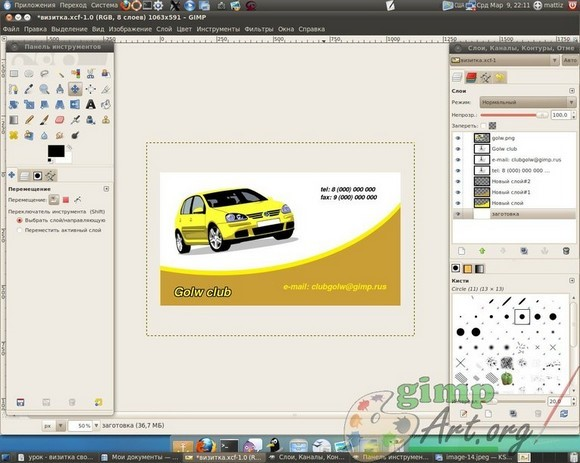 Приложения Переход Система
Срд Мар 9, 22:11 mattiz
*визитка.xcf-1.0 (RGB, 8 слоев) 1063x591 – GIMP
Файл Правка Выделение Вид Изображение Слой Цвет Инструменты Фильтры Окна Справка
Панель инструментов
Перемещение
Перемещение:
Переключатель инструмента (Shift)
Выбрать слой/направляющую
Переместить активный слой
tel: 8 (000) 000 000
fax: 9 (000) 000 000
Golw club
e-mail: clubgolw@gimp.ru
px 50% заготовка (36,7 МБ)
Слои, Каналы, Контуры, Отме
визитка.xcf-1 Авто
Слои
Режим: Нормальный
Непрозр.: 100,0
Запереть:
golw.png
Golw club
e-mail: clubgolw@gimp.ru
tel: 8 (000) 000 000 ...
Новый слой#2
Новый слой#1
Новый слой
заготовка
Кисти
Circle (11) (13 × 13)
20,0
gimp
Art.org!
урок - визитка сво...
Мои документы ...
*визитка.xcf-1.0 (R...
Слои, Каналы, Кон...
Панель инструмент...
image-14.jpeg — KS...